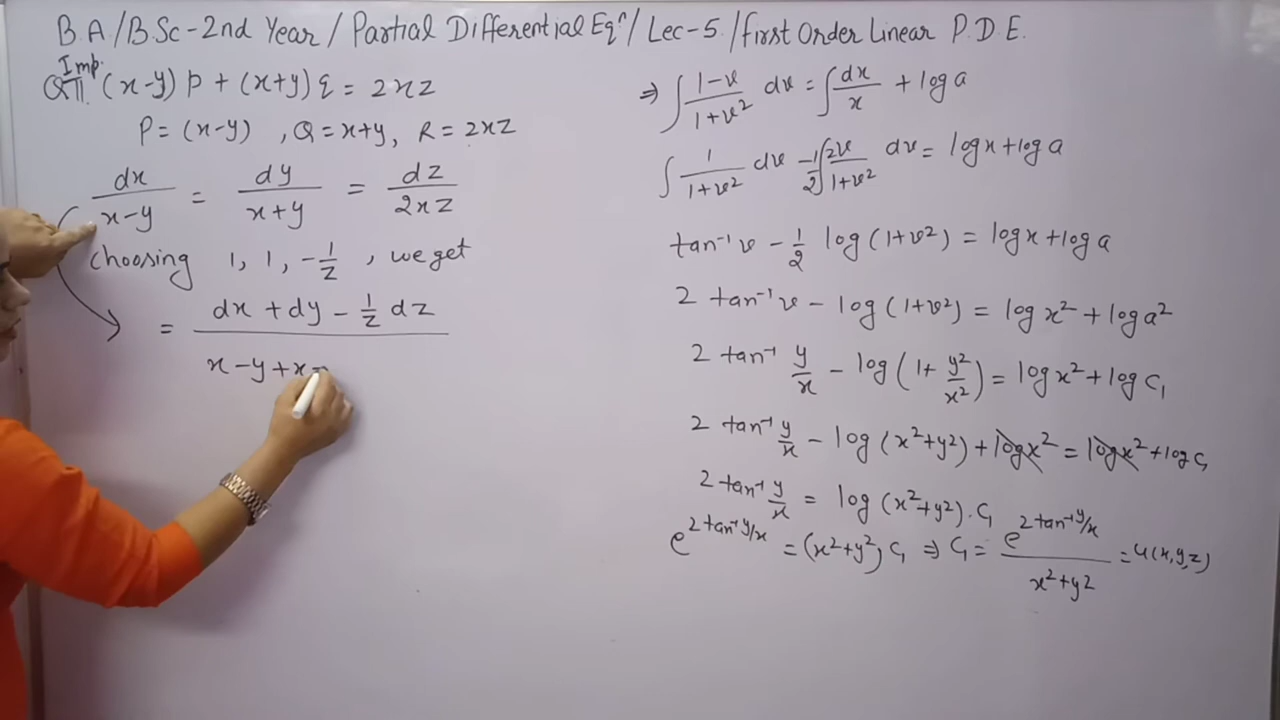 B.A./B.Sc-2nd Year/Partial Differential Eqⁿ/Lec-5./first Order Linear P.D.E.
Imp.
(x-y) p + (x+y) q = 2xz
P = (x-y) , Q = x+y, R = 2xz
dx/(x-y) = dy/(x+y) = dz/2xz
choosing 1, 1, -1/z , we get
= (dx + dy - 1/z dz)/(x-y+x
⇒ ∫ (1-v)/(1+v²) dv = ∫ dx/x + log a
∫ 1/(1+v²) dv - 1/2 ∫ 2v/(1+v²) dv = log x + log a
tan⁻¹ v - 1/2 log (1+v²) = log x + log a
2 tan⁻¹ v - log (1+v²) = log x² + log a²
2 tan⁻¹ y/x - log (1 + y²/x²) = log x² + log C₁
2 tan⁻¹ y/x - log (x²+y²) + log x² = log x² + log C₁
2 tan⁻¹ y/x = log (x²+y²). C₁
e^(2 tan⁻¹ y/x) = (x²+y²) C₁ ⇒ C₁ = e^(2 tan⁻¹ y/x)/(x²+y²) = u(x,y,z)